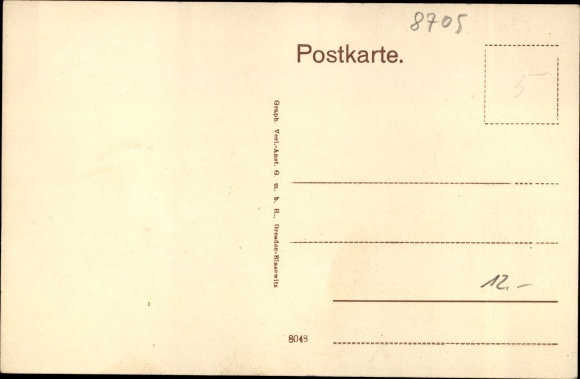 8705
Postkarte.
5
Graph. Verl.-Anst. G. m. b. H., Dresden-Blasewitz
12.-
8048